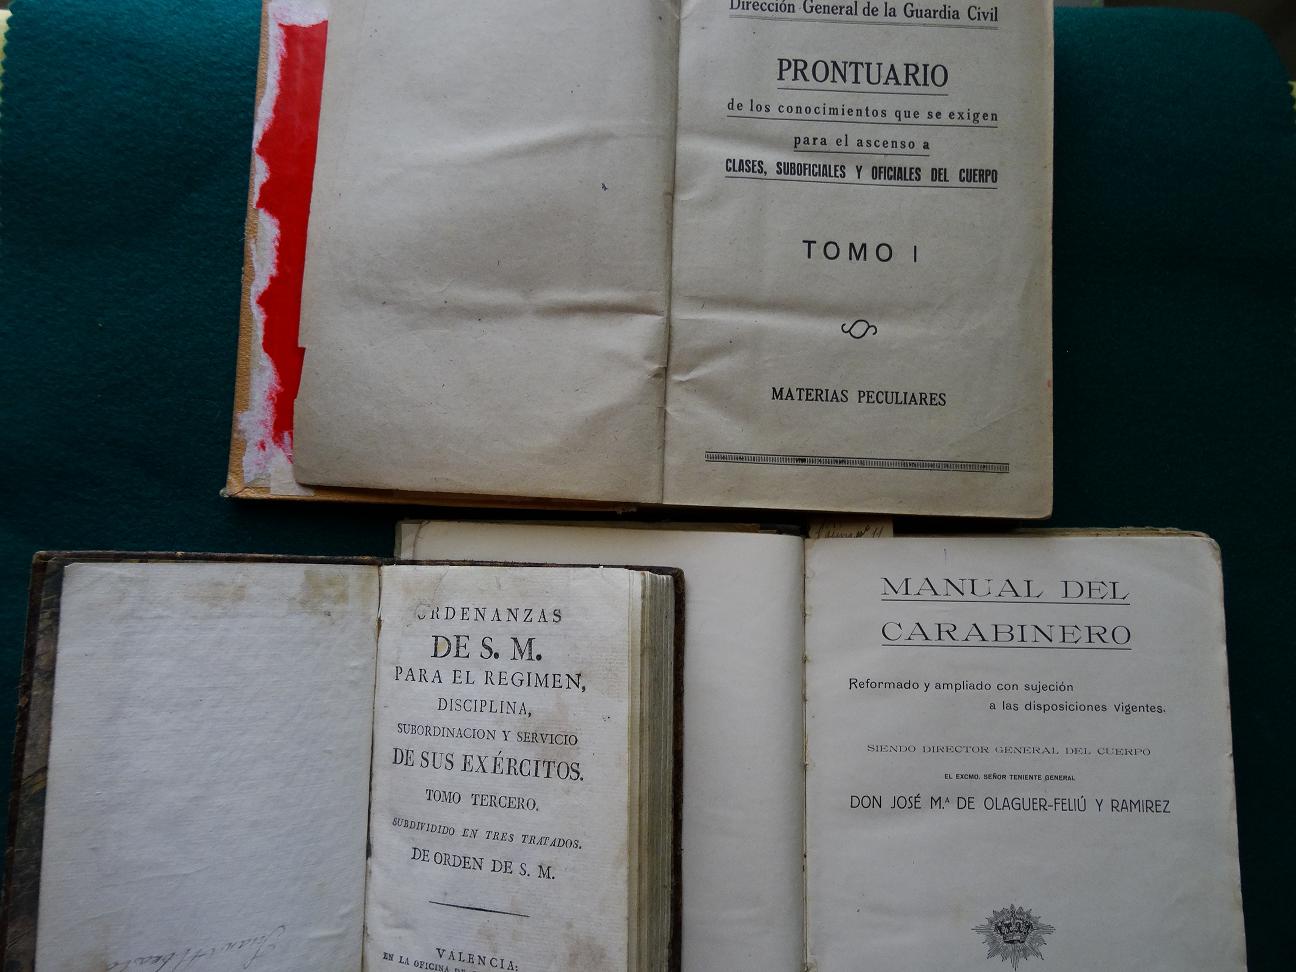 Dirección General de la Guardia Civil
PRONTUARIO
de los conocimientos que se exigen
para el ascenso a
CLASES, SUBOFICIALES Y OFICIALES DEL CUERPO
TOMO I
MATERIAS PECULIARES
ORDENANZAS
DE S. M.
PARA EL REGIMEN,
DISCIPLINA,
SUBORDINACION Y SERVICIO
DE SUS EXÉRCITOS.
TOMO TERCERO.
SUBDIVIDIDO EN TRES TRATADOS.
DE ORDEN DE S. M.
VALENCIA:
EN LA OFICINA DE
MANUAL DEL
CARABINERO
Reformado y ampliado con sujeción
a las disposiciones vigentes.
SIENDO DIRECTOR GENERAL DEL CUERPO
EL EXCMO. SEÑOR TENIENTE GENERAL
DON JOSÉ M.ª DE OLAGUER-FELIÚ Y RAMIREZ